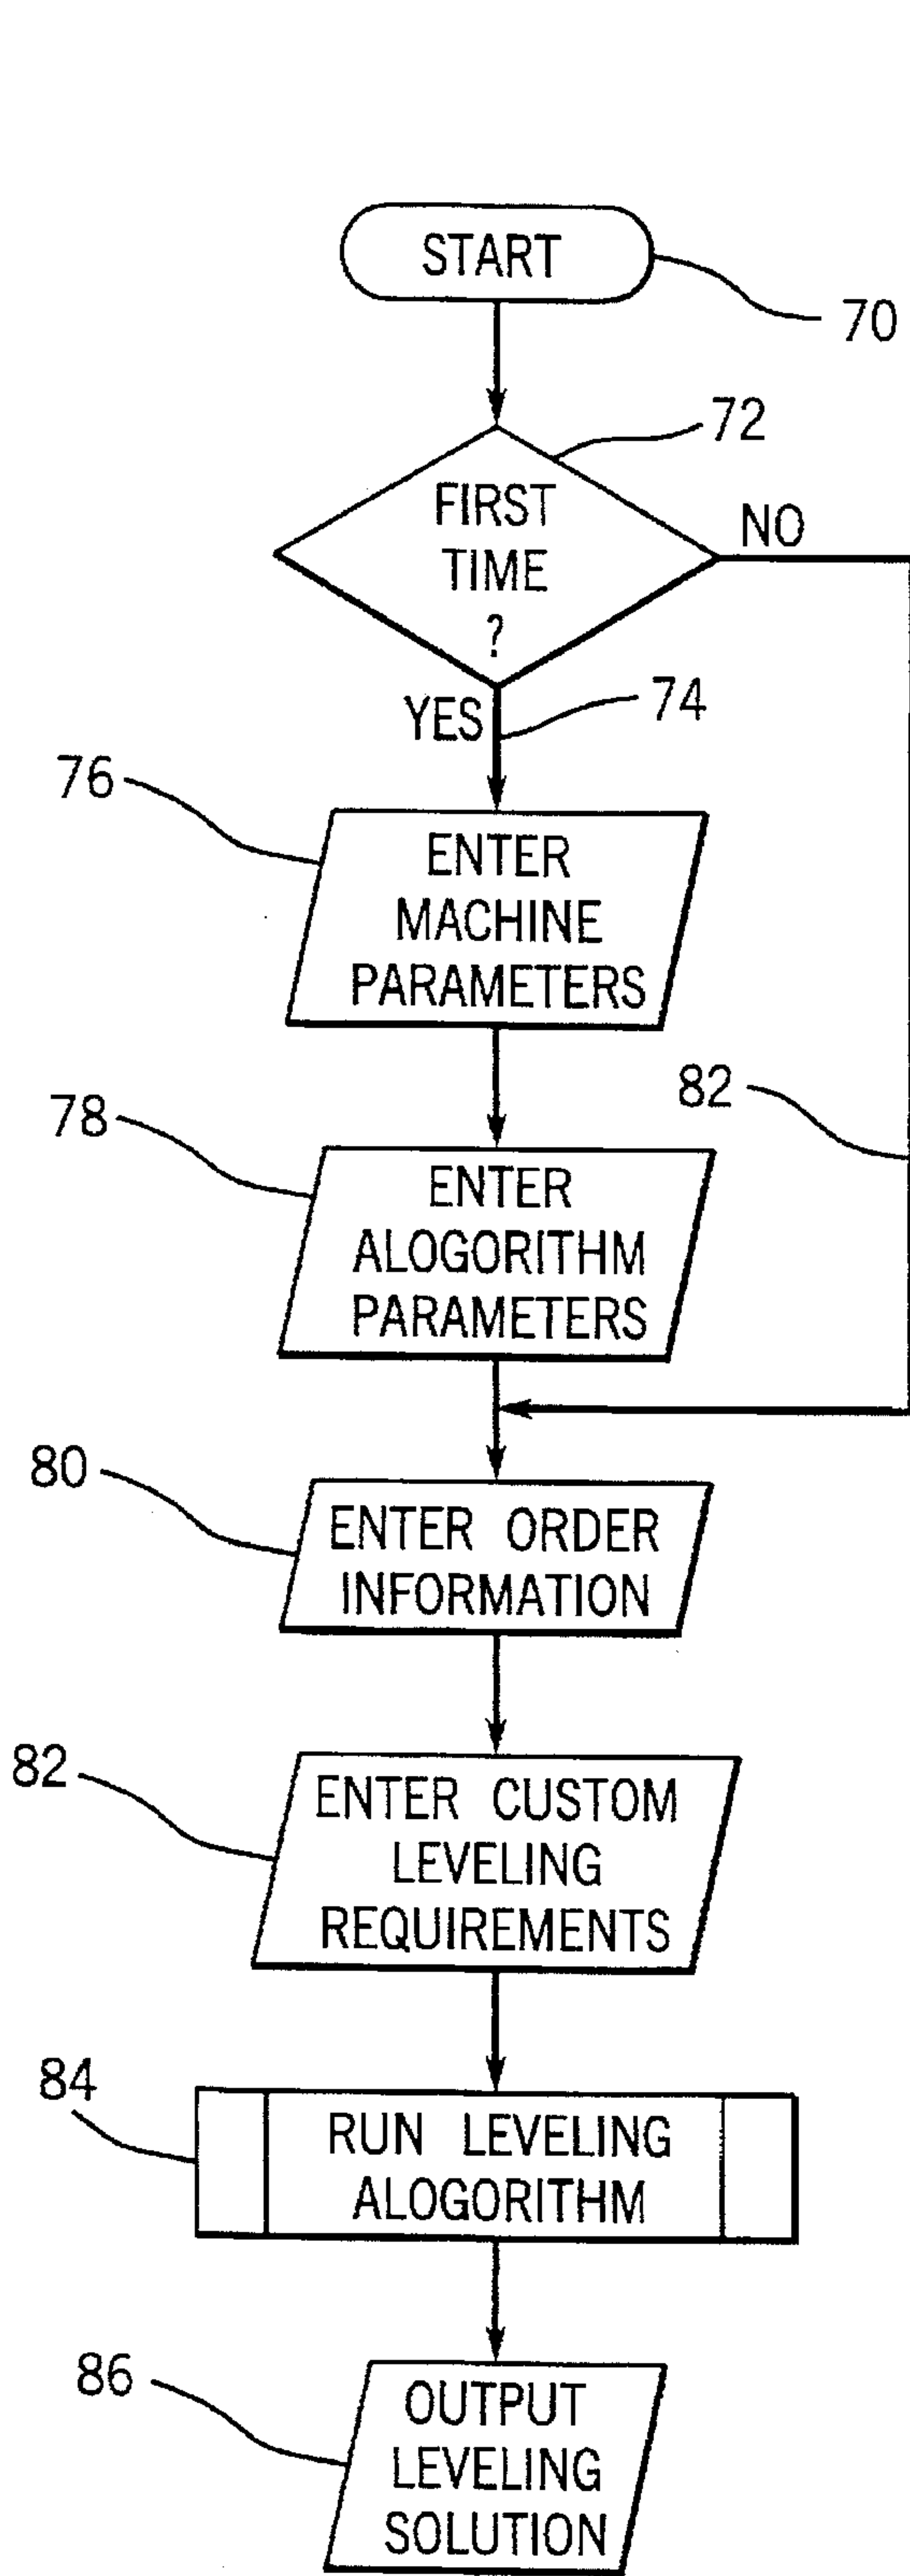 START
70
72
FIRST
TIME
?
NO
YES
74
76
ENTER
MACHINE
PARAMETERS
82
78
ENTER
ALOGORITHM
PARAMETERS
80
ENTER ORDER
INFORMATION
82
ENTER CUSTOM
LEVELING
REQUIREMENTS
84
RUN LEVELING
ALOGORITHM
86
OUTPUT
LEVELING
SOLUTION